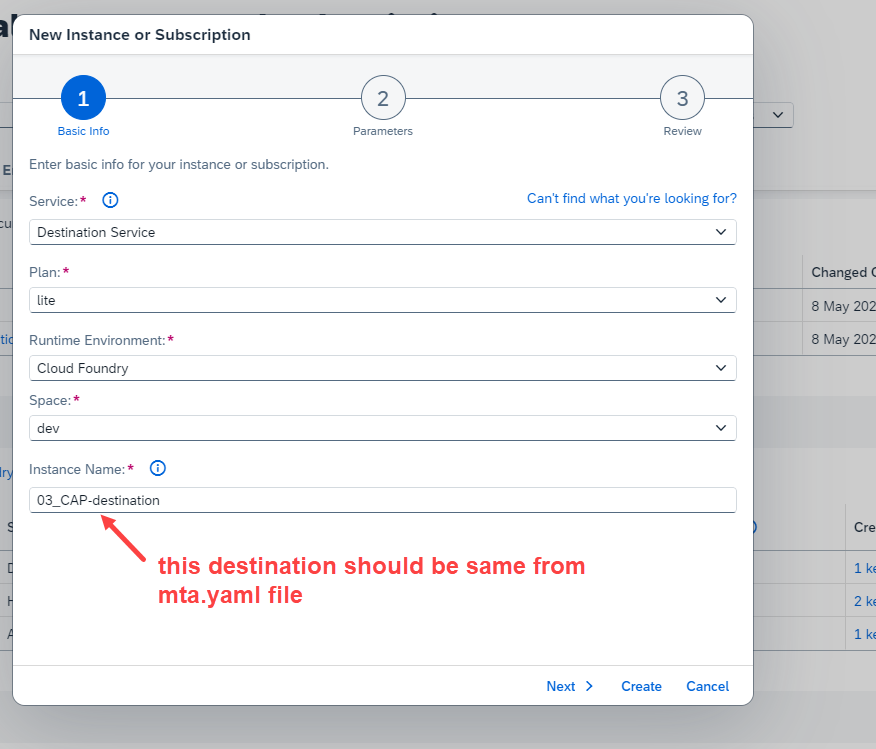 New Instance or Subscription
1
2
3
Basic Info
Parameters
Review
Enter basic info for your instance or subscription.
Service:*
Can't find what you're looking for?
Destination Service
Plan:*
lite
Changed
8 May 202
Runtime Environment:*
8 May 202
Cloud Foundry
Space:*
dev
Instance Name:*
03_CAP-destination
Cre
this destination should be same from
1 ke
mta.yaml file
2 ke
1 ke
Next
Create
Cancel